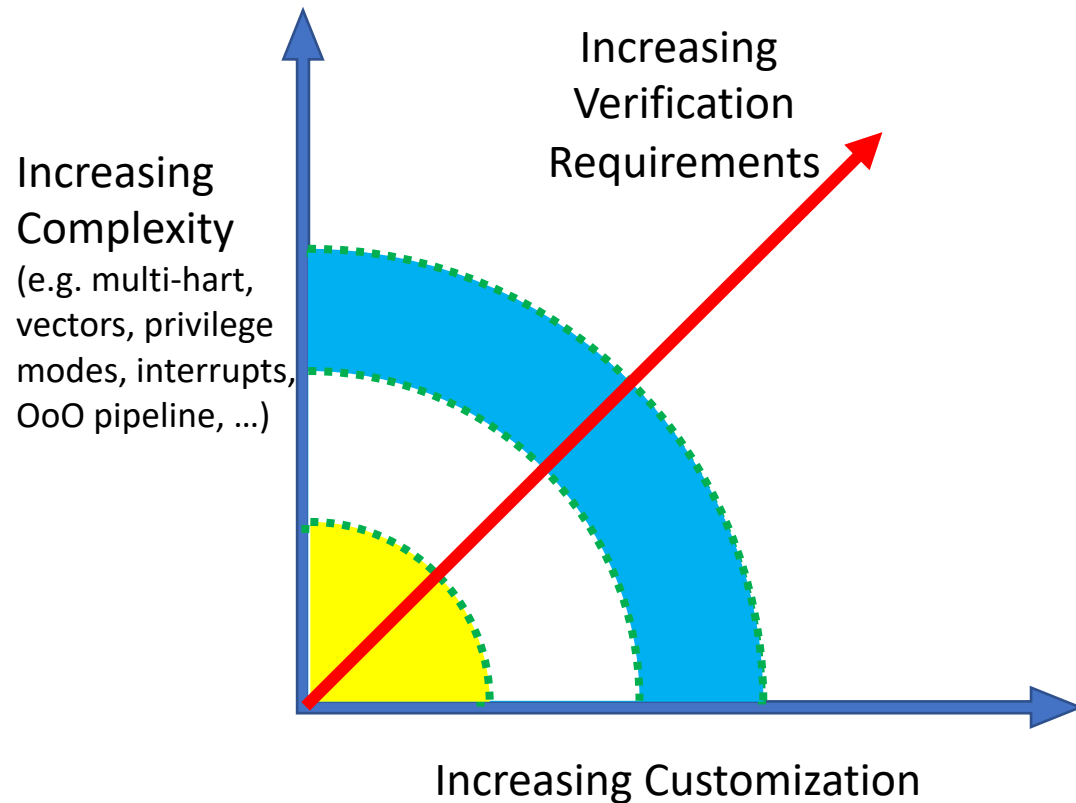 Increasing
Verification
Requirements
Increasing
Complexity
(e.g. multi-hart,
vectors, privilege
modes, interrupts,
OoO pipeline, …)
Increasing Customization